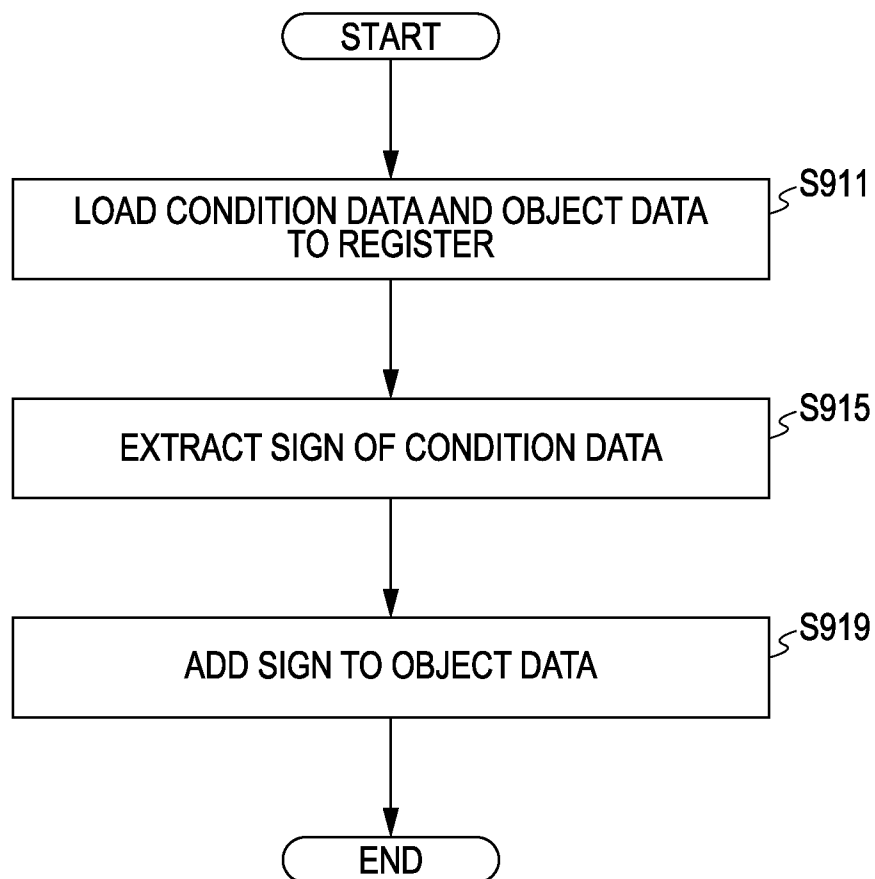 START
LOAD CONDITION DATA AND OBJECT DATA
TO REGISTER
S911
EXTRACT SIGN OF CONDITION DATA
S915
ADD SIGN TO OBJECT DATA
S919
END